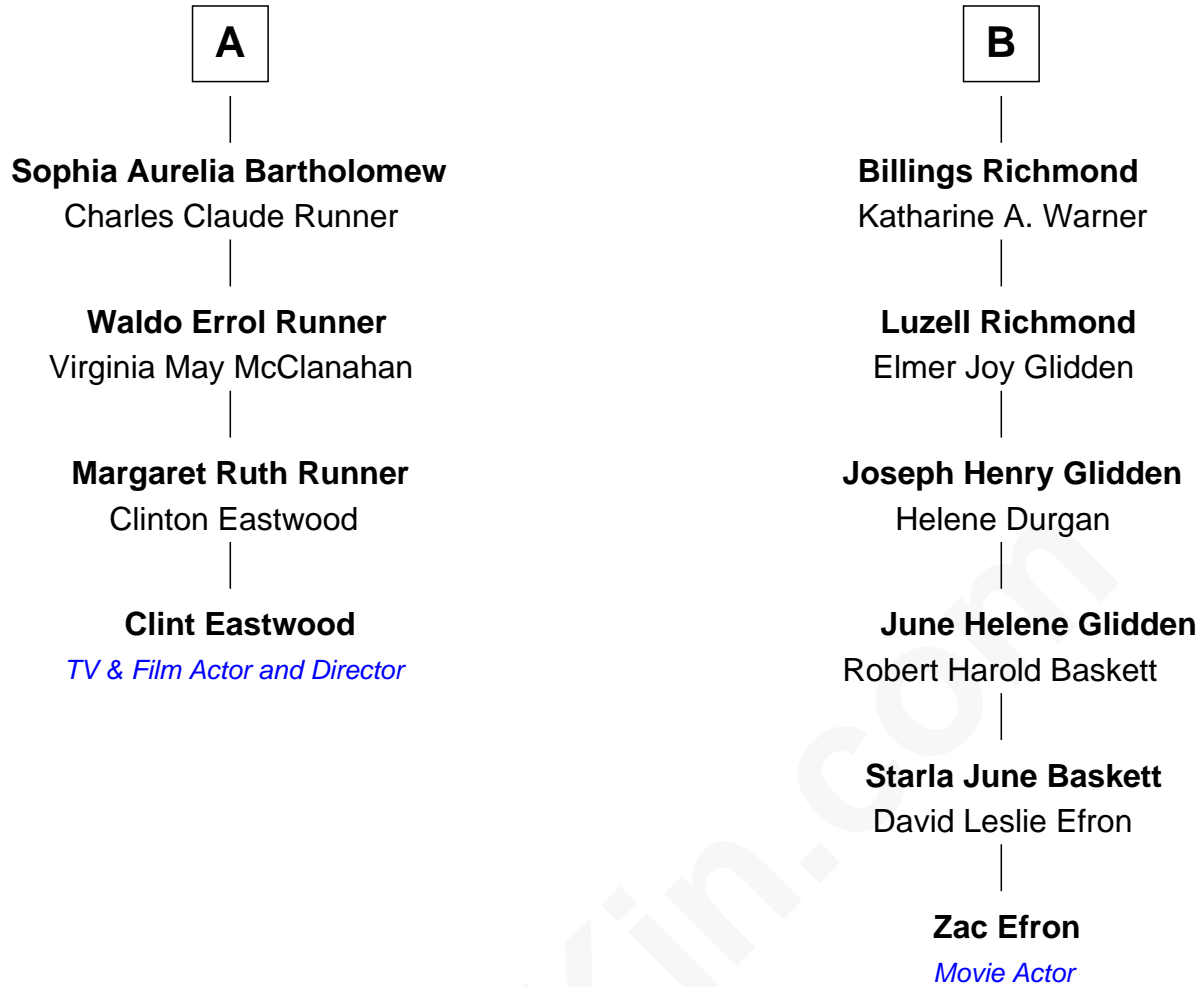 A
Sophia Aurelia Bartholomew
Charles Claude Runner
Waldo Errol Runner
Virginia May McClanahan
Margaret Ruth Runner
Clinton Eastwood
Clint Eastwood
TV & Film Actor and Director
B
Billings Richmond
Katharine A. Warner
Luzell Richmond
Elmer Joy Glidden
Joseph Henry Glidden
Helene Durgan
June Helene Glidden
Robert Harold Baskett
Starla June Baskett
David Leslie Efron
Zac Efron
Movie Actor
Kin.com